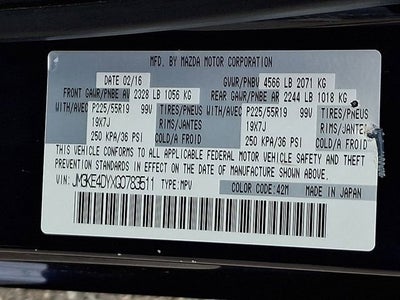 MFD. BY MAZDA MOTOR CORPORATION
DATE 02/16 GVWR/PNBV 4566 LB 2071 KG
FRONT GAWR/PNBE AV 2328 LB 1056 KG REAR GAWR/PNBE AR 2244 LB 1018 KG
WITH/AVEC P225/55R19 99V TIRES/PNEUS WITH/AVEC P225/55R19 99V TIRES/PNEUS
19X7J RIMS/JANTES 19X7J RIMS/JANTES
250 KPA/36 PSI COLD/A FROID 250 KPA/36 PSI COLD/A FROID
THIS VEHICLE CONFORMS TO ALL APPLICABLE FEDERAL MOTOR VEHICLE SAFETY AND THEFT
PREVENTION STANDARDS IN EFFECT ON THE DATE OF MANUFACTURE SHOWN ABOVE.
VIN: JM3KE4DYXG0783511 TYPE:MPV COLOR CODE:42M MADE IN JAPAN